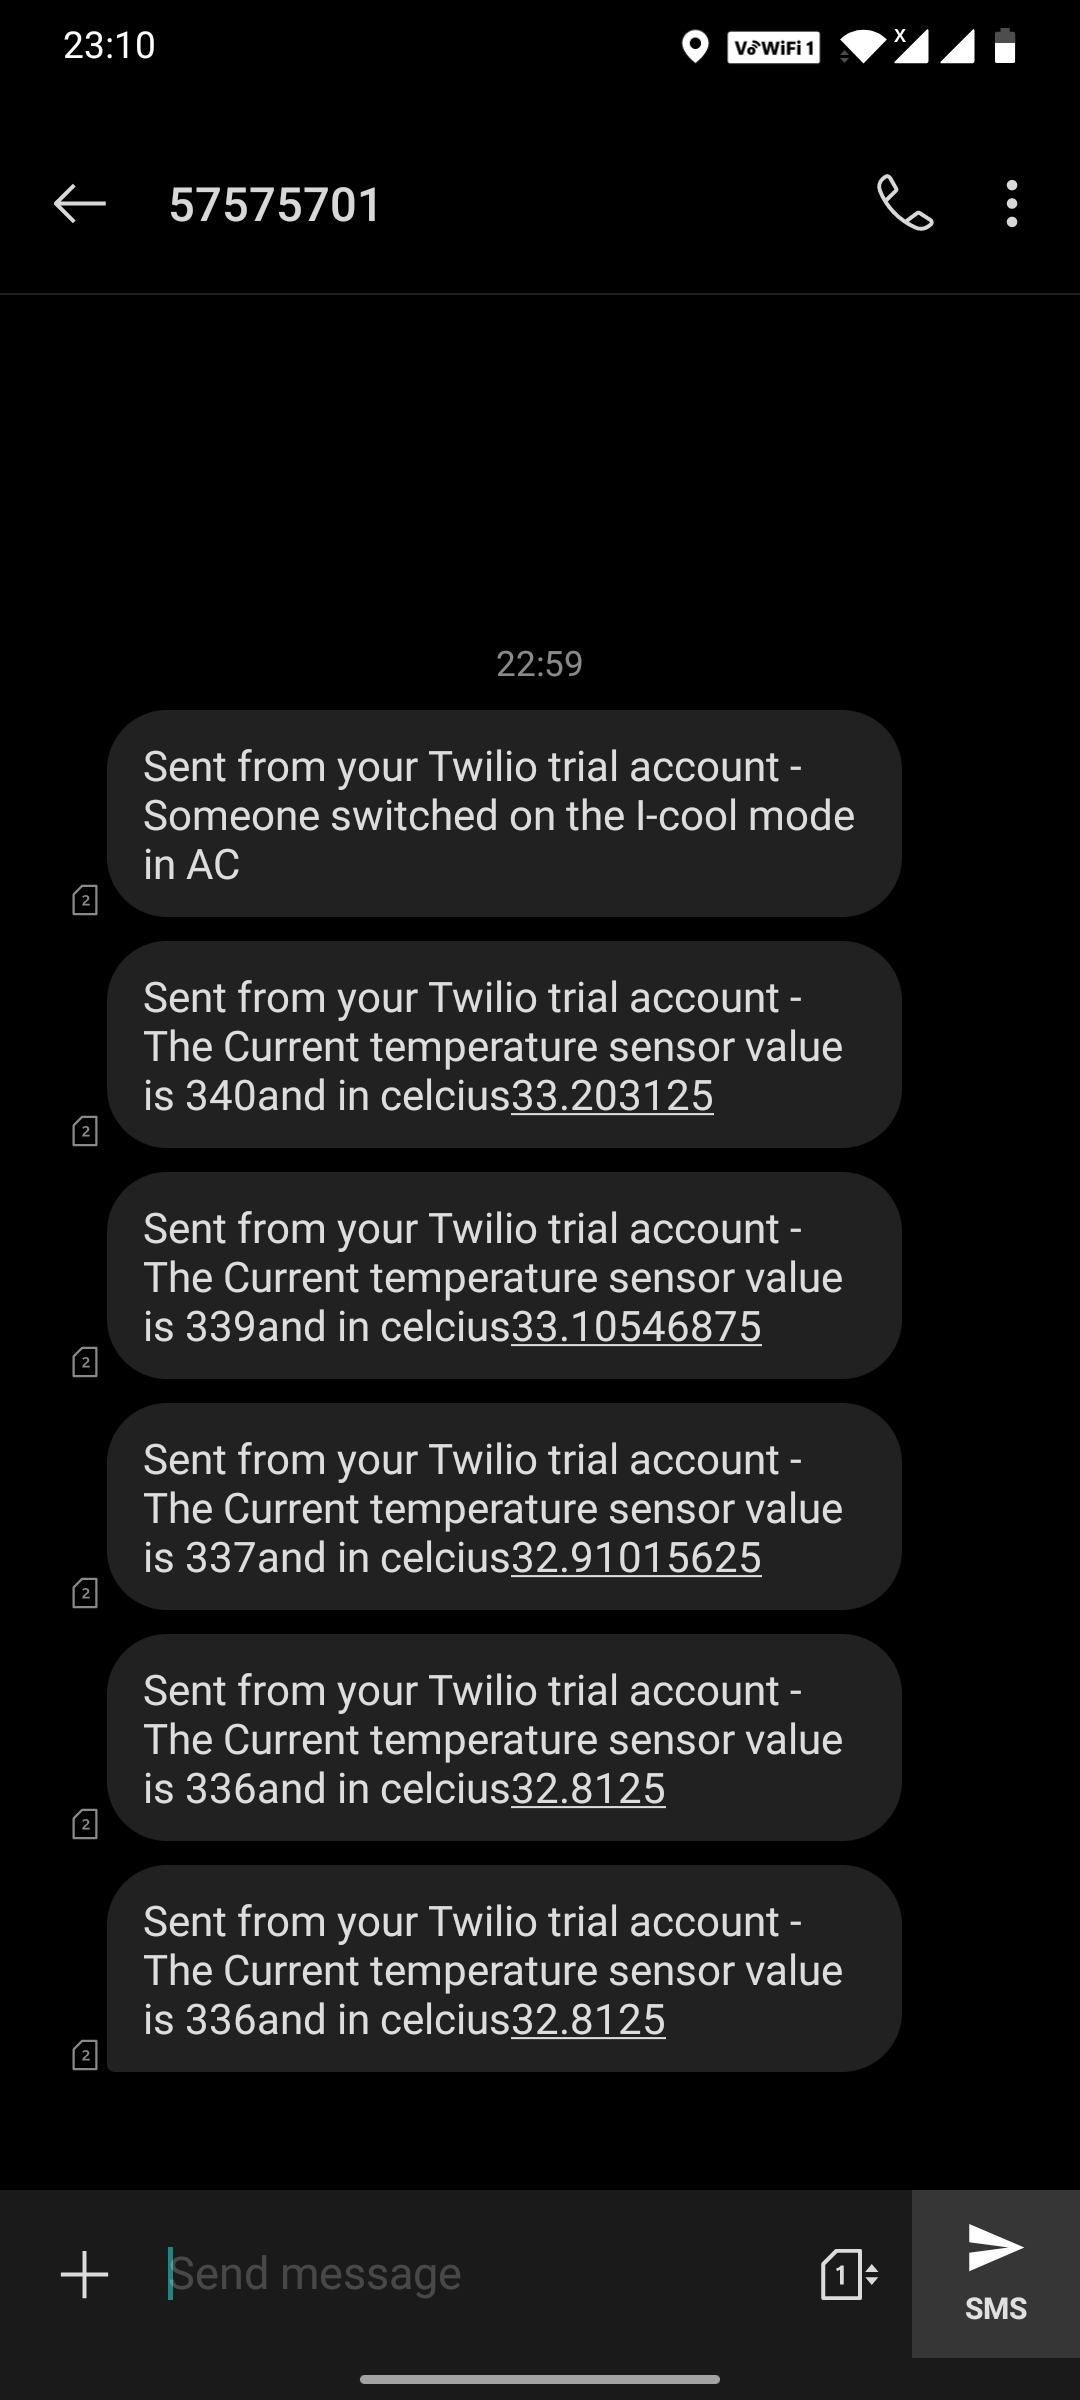 23:10
VoWiFi 1
X
57575701
22:59
Sent from your Twilio trial account -
Someone switched on the I-cool mode
in AC
2
Sent from your Twilio trial account -
The Current temperature sensor value
is 340and in celcius33.203125
2
Sent from your Twilio trial account -
The Current temperature sensor value
is 339and in celcius33.10546875
2
Sent from your Twilio trial account -
The Current temperature sensor value
is 337and in celcius32.91015625
2
Sent from your Twilio trial account -
The Current temperature sensor value
is 336and in celcius32.8125
2
Sent from your Twilio trial account -
The Current temperature sensor value
is 336and in celcius32.8125
2
Send message
1
SMS